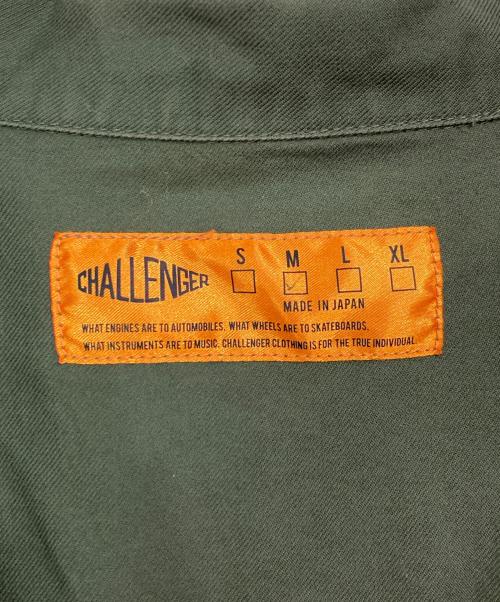 CHALLENGER
S M L XL
MADE IN JAPAN
WHAT ENGINES ARE TO AUTOMOBILES. WHAT WHEELS ARE TO SKATEBOARDS.
WHAT INSTRUMENTS ARE TO MUSIC. CHALLENGER CLOTHING IS FOR THE TRUE INDIVIDUAL.